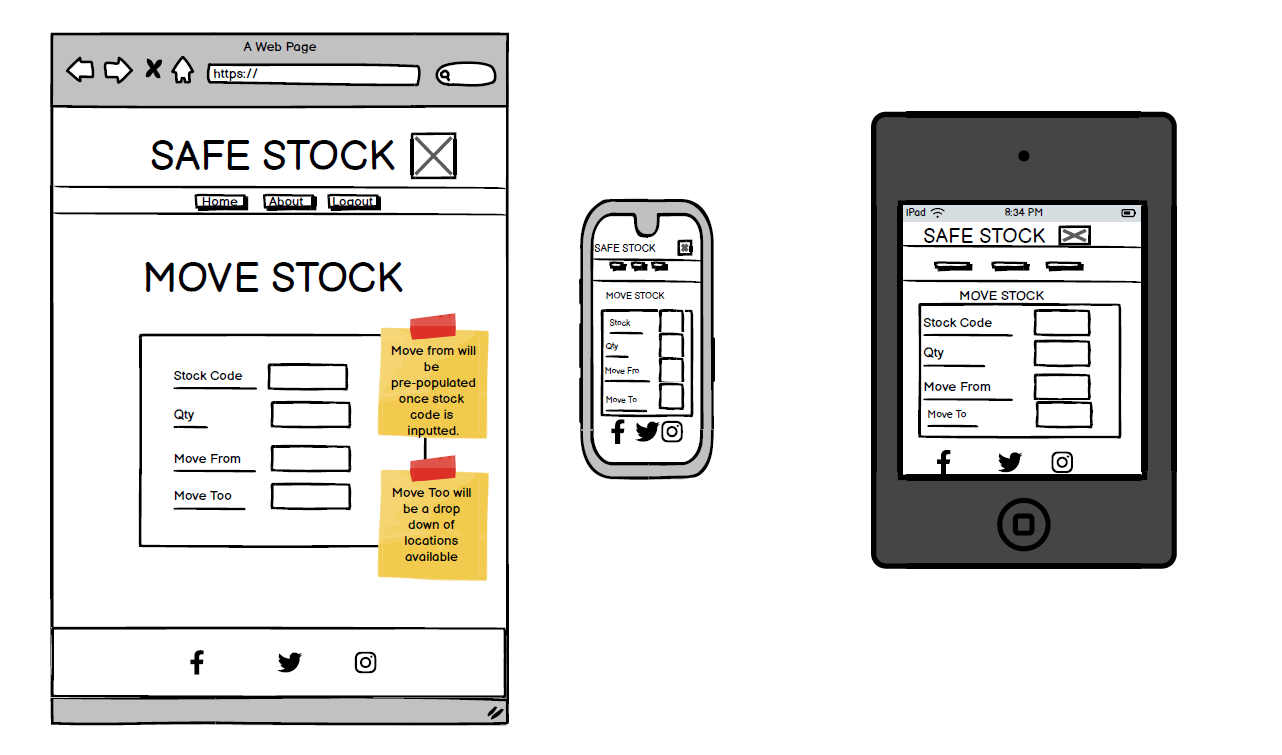 A Web Page
https://
SAFE STOCK
Home About Logout
MOVE STOCK
Stock Code
Qty
Move From
Move Too
Move from will
be
pre-populated
once stock
code is
inputted.
Move Too will
be a drop
down of
locations
available
SAFE STOCK
MOVE STOCK
Stock
Qty
Move Fro
Move To
iPad 8:34 PM
SAFE STOCK
MOVE STOCK
Stock Code
Qty
Move From
Move To